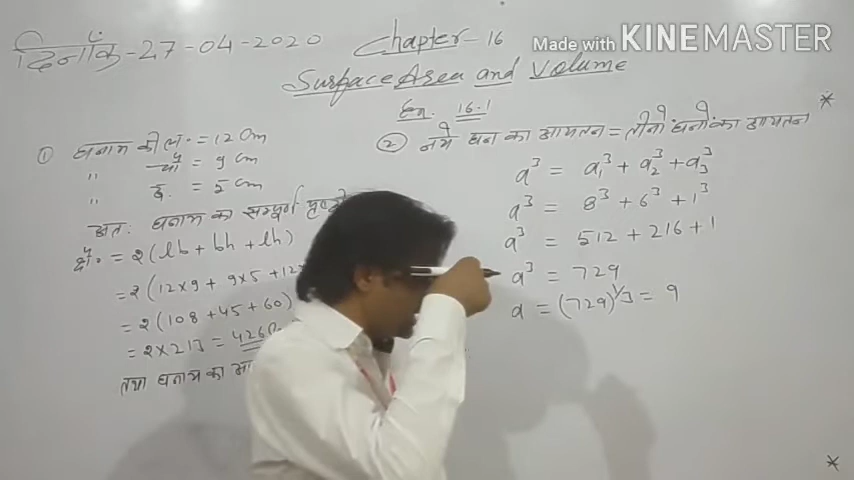 दिनांक-27-04-2020
Chapter-16
Made with KINEMASTER
Surface Area and Volume
Ex. 16.1
① घनाभ की ल॰ = 12 cm
" चौ॰ = 9 cm
" ऊँ. = 5 cm
अतः घनाभ का सम्पूर्ण पृष्ठीय
क्षे॰ = 2(lb + bh + lh)
= 2(12×9 + 9×5 + 12×
= 2(108 + 45 + 60)
= 2×213 = 426
तथा घनाभ का
② नये घन का आयतन = तीनों घनों का आयतन
a³ = a₁³ + a₂³ + a₃³
a³ = 8³ + 6³ + 1³
a³ = 512 + 216 + 1
a³ = 729
a = (729)^1/3 = 9